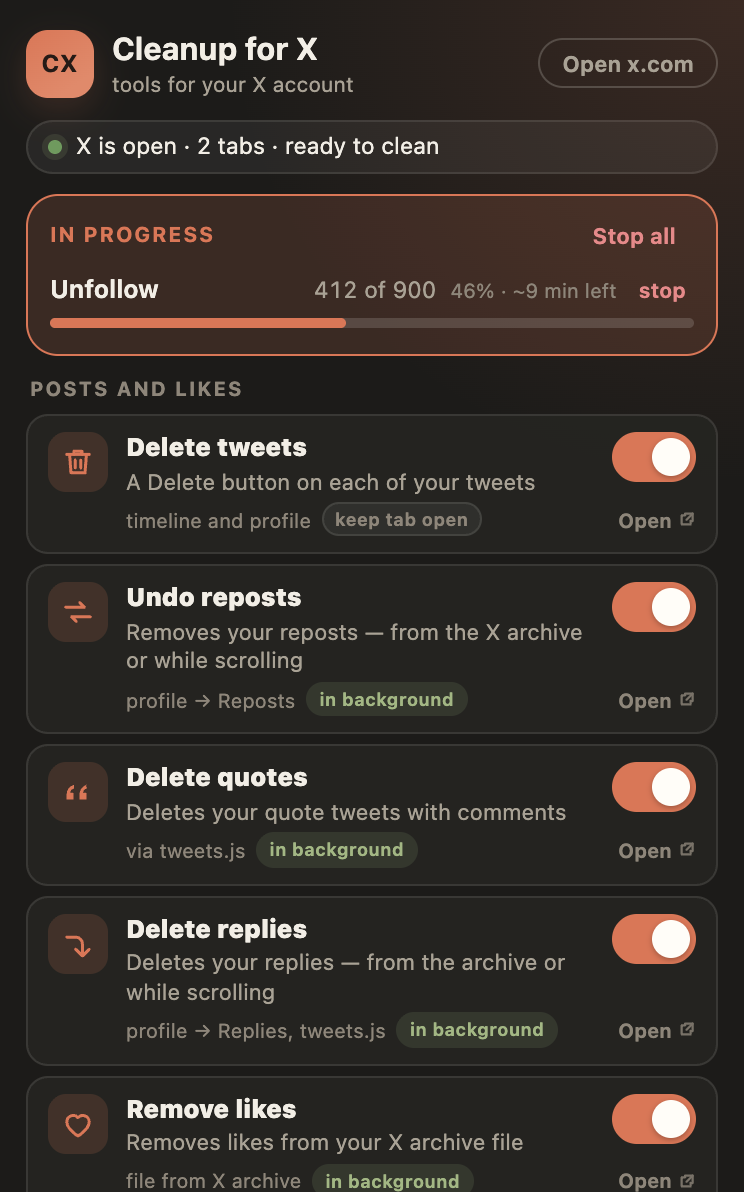 CX
Cleanup for X
tools for your X account
Open x.com
X is open · 2 tabs · ready to clean
IN PROGRESS
Stop all
Unfollow
412 of 900
46% · ~9 min left
stop
POSTS AND LIKES
Delete tweets
A Delete button on each of your tweets
timeline and profile
keep tab open
Open
Undo reposts
Removes your reposts — from the X archive
or while scrolling
profile → Reposts
in background
Open
Delete quotes
Deletes your quote tweets with comments
via tweets.js
in background
Open
Delete replies
Deletes your replies — from the archive or
while scrolling
profile → Replies, tweets.js
in background
Open
Remove likes
Removes likes from your X archive file
file from X archive
in background
Open